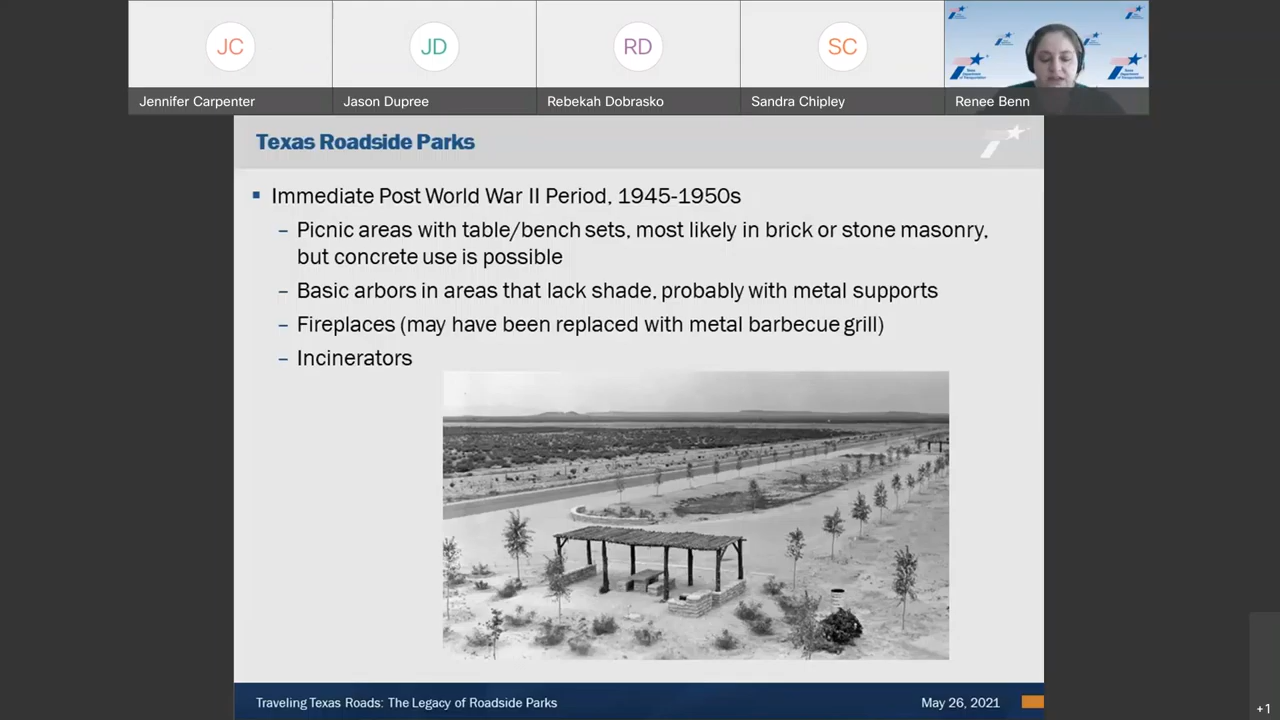 JC
JD
RD
SC
Jennifer Carpenter
Jason Dupree
Rebekah Dobrasko
Sandra Chipley
Renee Benn
Texas Roadside Parks
Immediate Post World War II Period, 1945-1950s
– Picnic areas with table/bench sets, most likely in brick or stone masonry,
but concrete use is possible
– Basic arbors in areas that lack shade, probably with metal supports
– Fireplaces (may have been replaced with metal barbecue grill)
– Incinerators
Traveling Texas Roads: The Legacy of Roadside Parks
May 26, 2021
+1